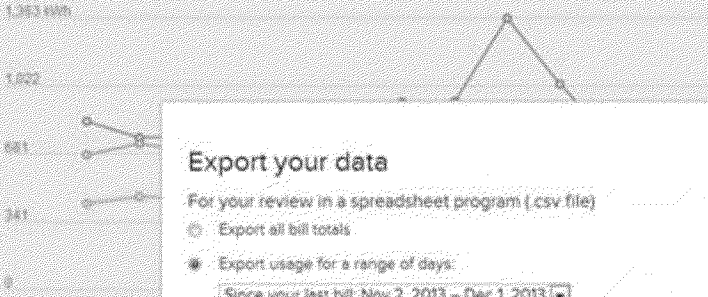 1,363 kWh
1,022
681
341
0
Export your data
For your review in a spreadsheet program (.csv file)
Export all bill totals
Export usage for a range of days:
Since your last bill: Nov 2, 2013 – Dec 1, 2013